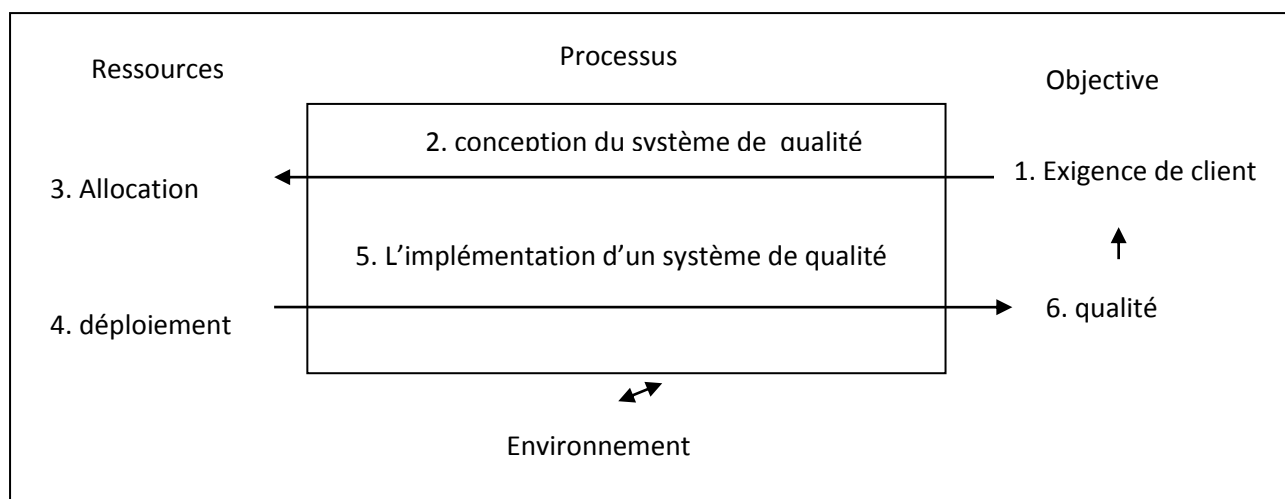 Ressources
Processus
Objective
2. conception du système de qualité
3. Allocation
1. Exigence de client
5. L’implémentation d’un système de qualité
4. déploiement
6. qualité
Environnement